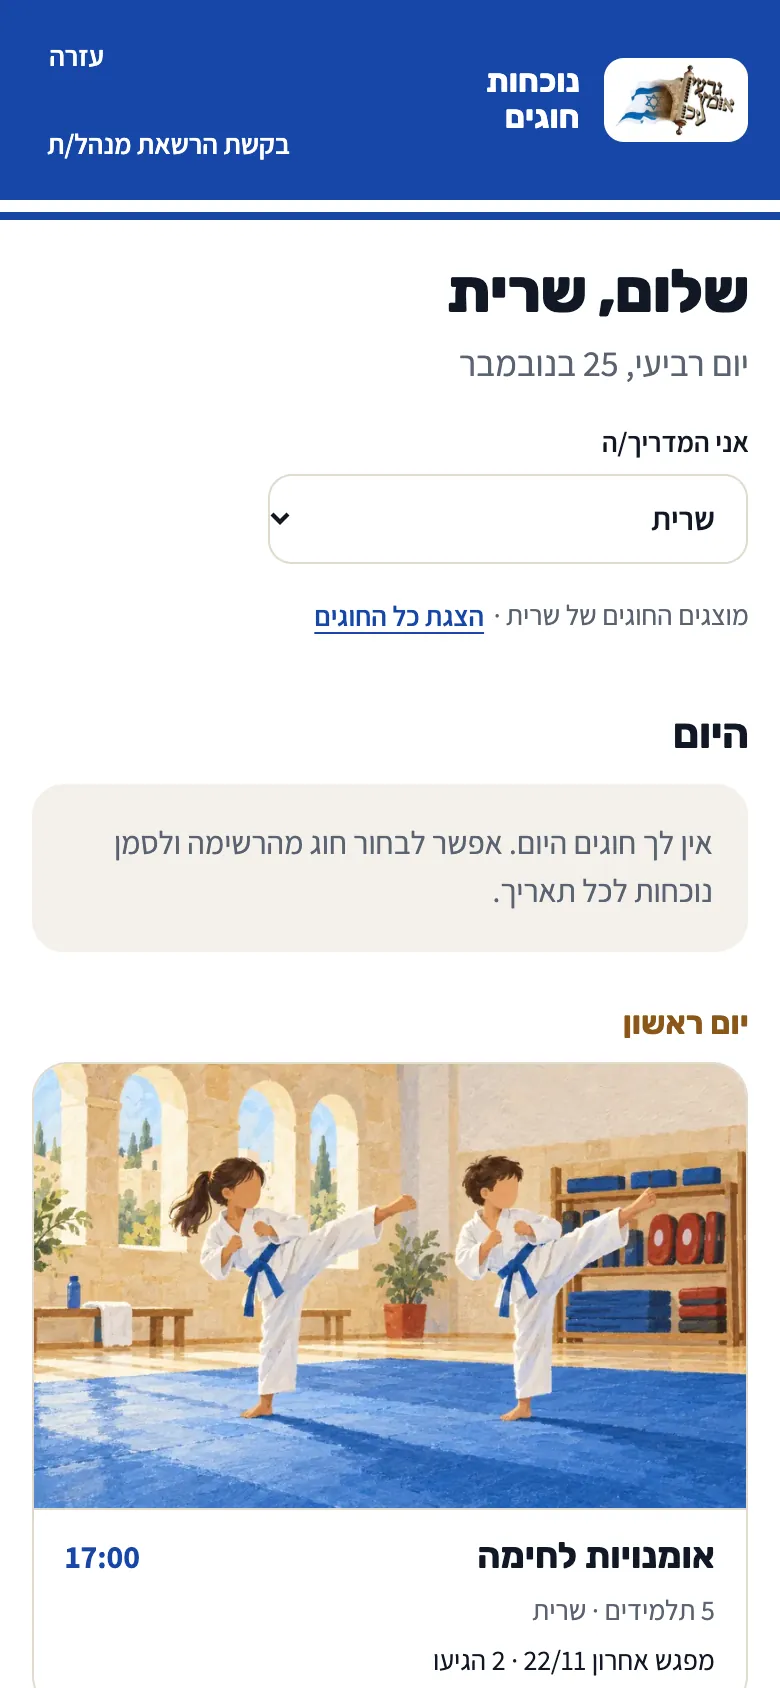 גרעין
אומץ
נוכחות
חוגים
עזרה
בקשת הרשאת מנהל/ת
שלום, שרית
יום רביעי, 25 בנובמבר
אני המדריך/ה
שרית
מוצגים החוגים של שרית · הצגת כל החוגים
היום
אין לך חוגים היום. אפשר לבחור חוג מהרשימה ולסמן
נוכחות לכל תאריך.
יום ראשון
אומנויות לחימה 17:00
5 תלמידים · שרית
מפגש אחרון 22/11 · 2 הגיעו